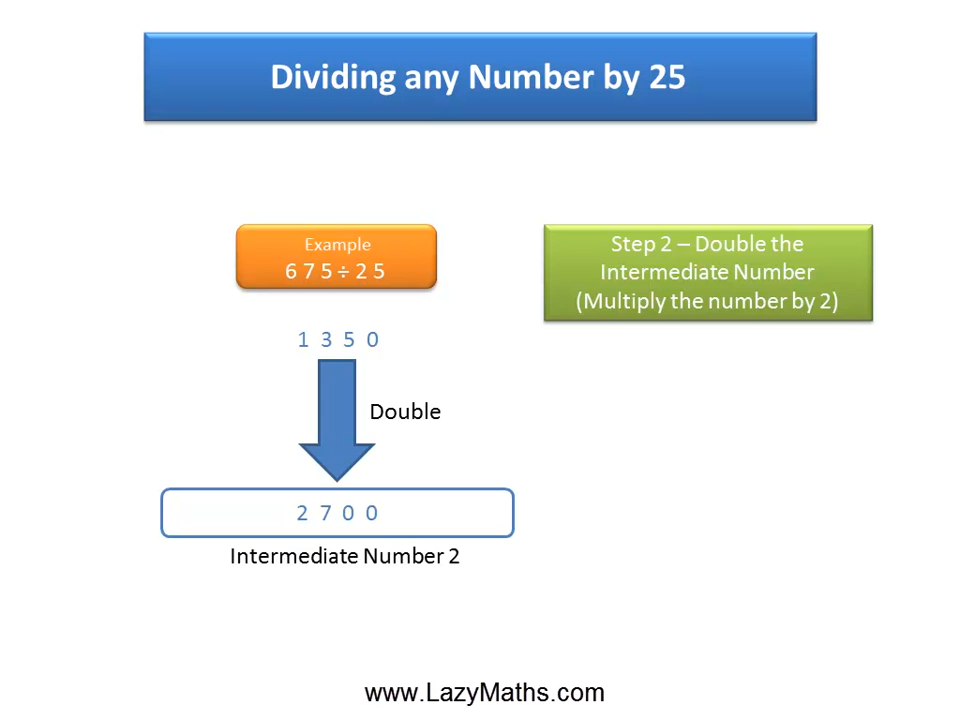 Dividing any Number by 25
Example
6 7 5 ÷ 2 5
Step 2 – Double the
Intermediate Number
(Multiply the number by 2)
1 3 5 0
Double
2 7 0 0
Intermediate Number 2
www.LazyMaths.com